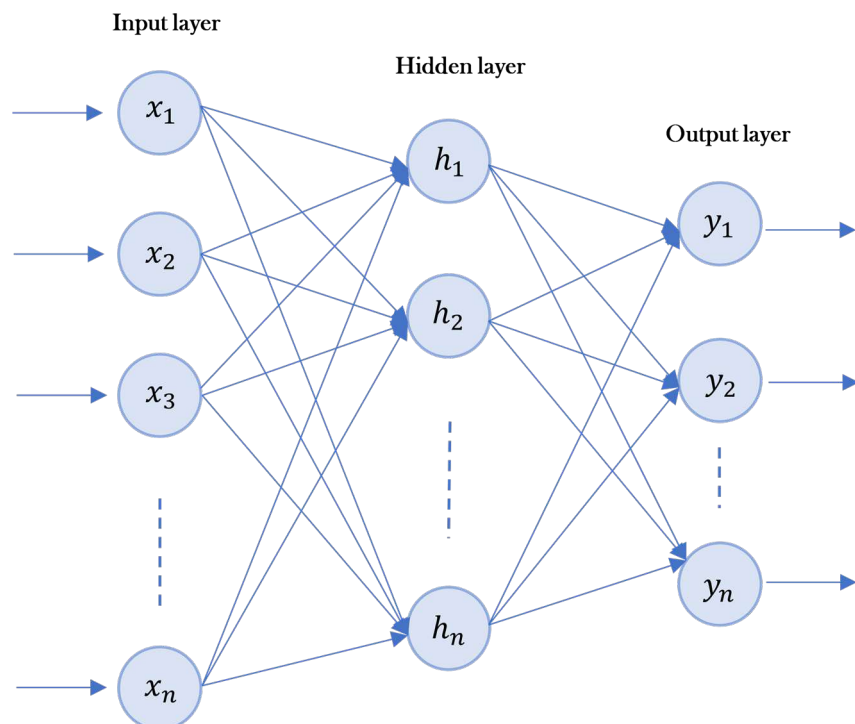 Input layer
Hidden layer
Output layer
x₁
h₁
y₁
x₂
h₂
y₂
x₃
hₙ
yₙ
xₙ